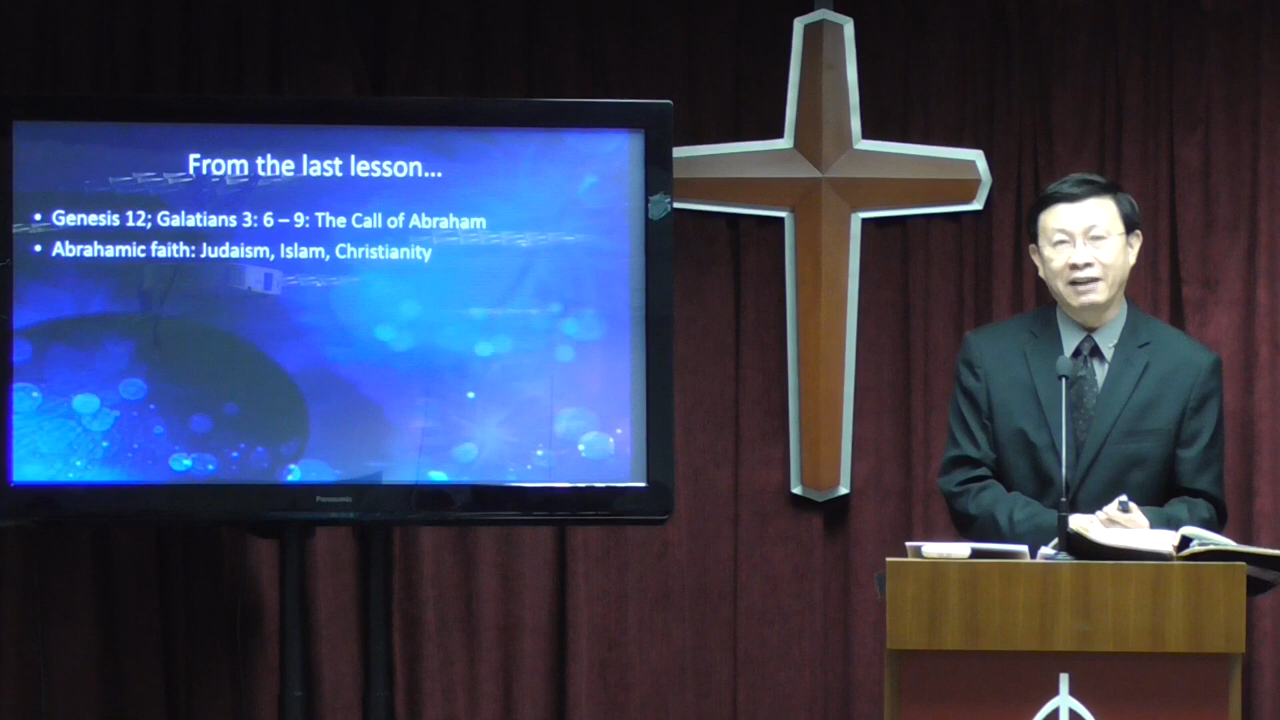 From the last lesson...
• Genesis 12; Galatians 3: 6 – 9: The Call of Abraham
• Abrahamic faith: Judaism, Islam, Christianity
Panasonic